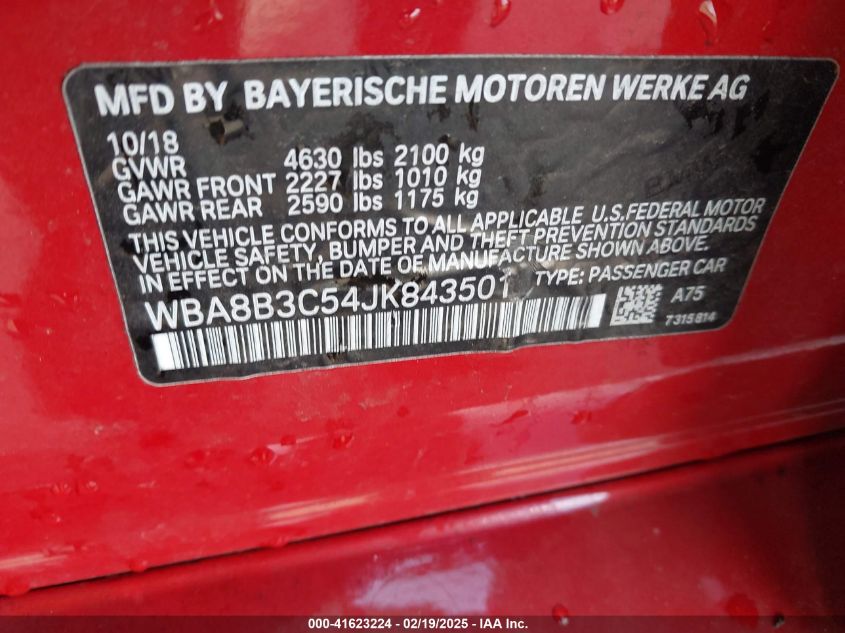 MFD BY BAYERISCHE MOTOREN WERKE AG
10/18
GVWR 4630 lbs 2100 kg
GAWR FRONT 2227 lbs 1010 kg
GAWR REAR 2590 lbs 1175 kg
THIS VEHICLE CONFORMS TO ALL APPLICABLE U.S.FEDERAL MOTOR
VEHICLE SAFETY, BUMPER AND THEFT PREVENTION STANDARDS
IN EFFECT ON THE DATE OF MANUFACTURE SHOWN ABOVE.
WBA8B3C54JK843501 TYPE: PASSENGER CAR
A75
7315814
000-41623224 - 02/19/2025 - IAA Inc.